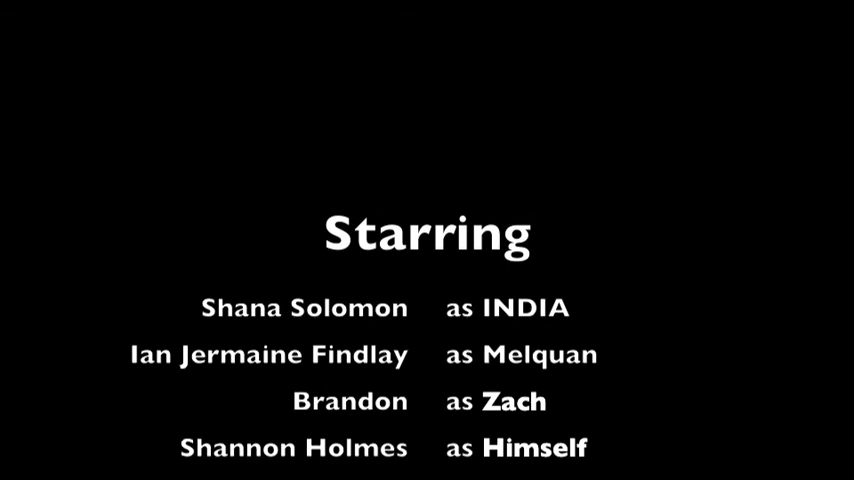 Starring
Shana Solomon as INDIA
Ian Jermaine Findlay as Melquan
Brandon as Zach
Shannon Holmes as Himself